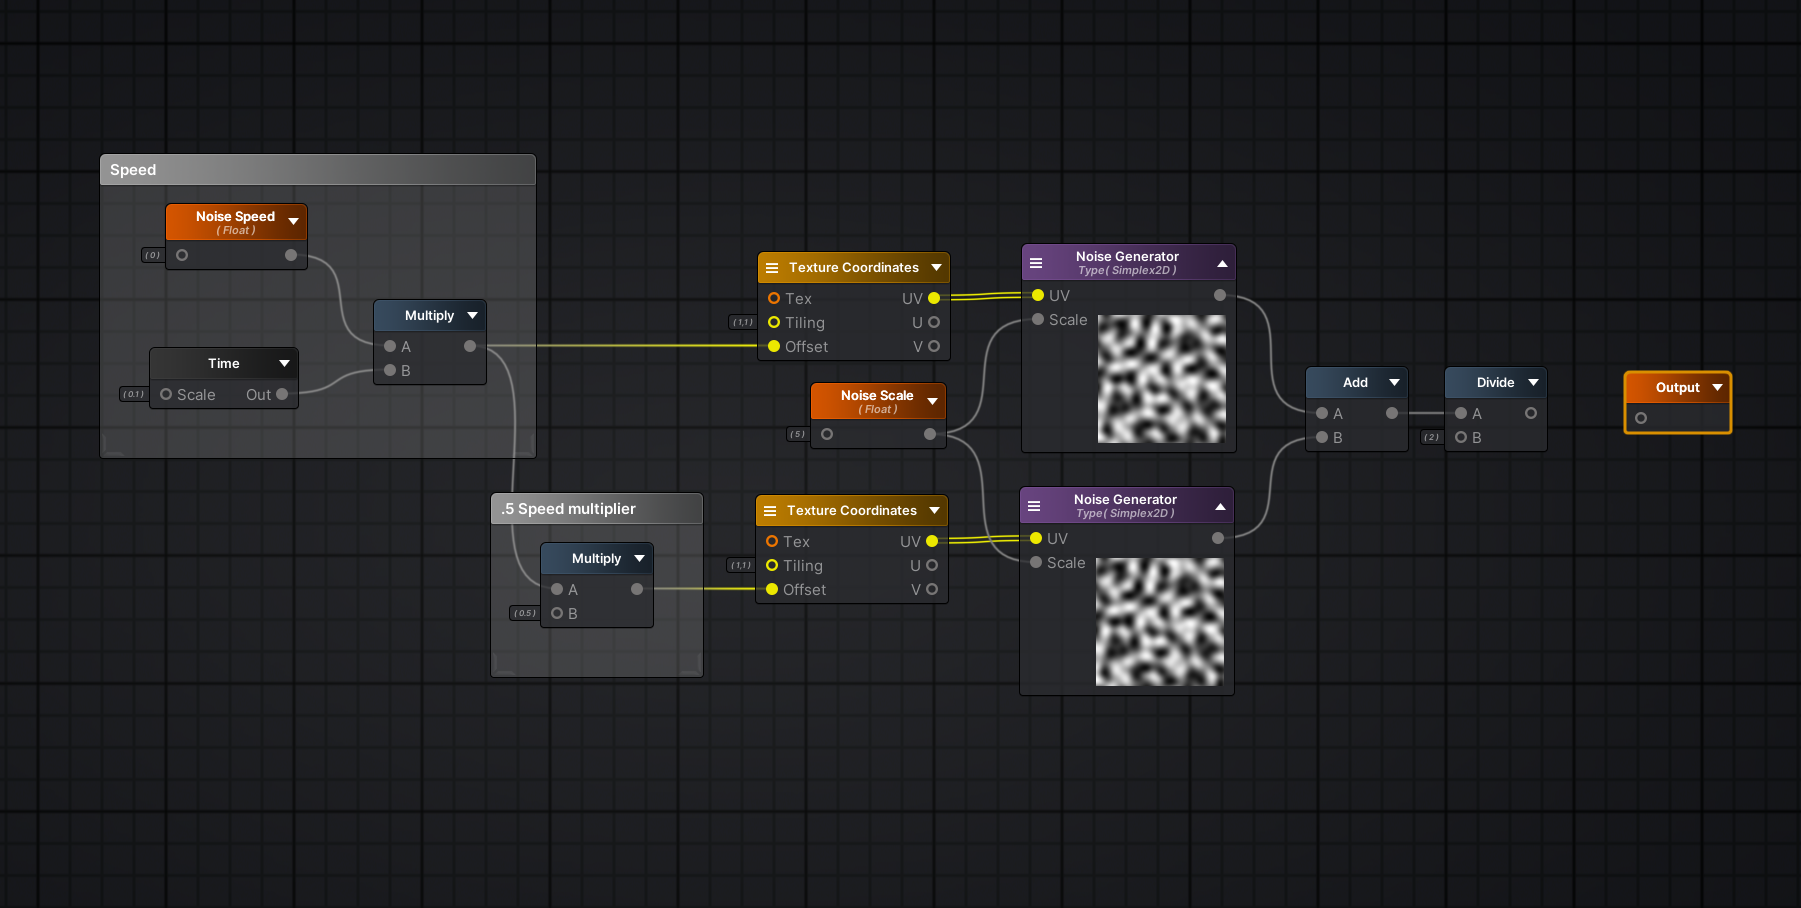 Speed
Noise Speed
( Float )
( 0 )
Multiply
A
B
Time
( 0.1 )
Scale Out
.5 Speed multiplier
Multiply
A
( 0.5 )
B
Texture Coordinates
Tex UV
( 1,1 )
Tiling U
Offset V
Noise Scale
( Float )
( 5 )
Texture Coordinates
Tex UV
( 1,1 )
Tiling U
Offset V
Noise Generator
Type( Simplex2D )
UV
Scale
Noise Generator
Type( Simplex2D )
UV
Scale
Add
A
B
Divide
A
( 2 )
B
Output